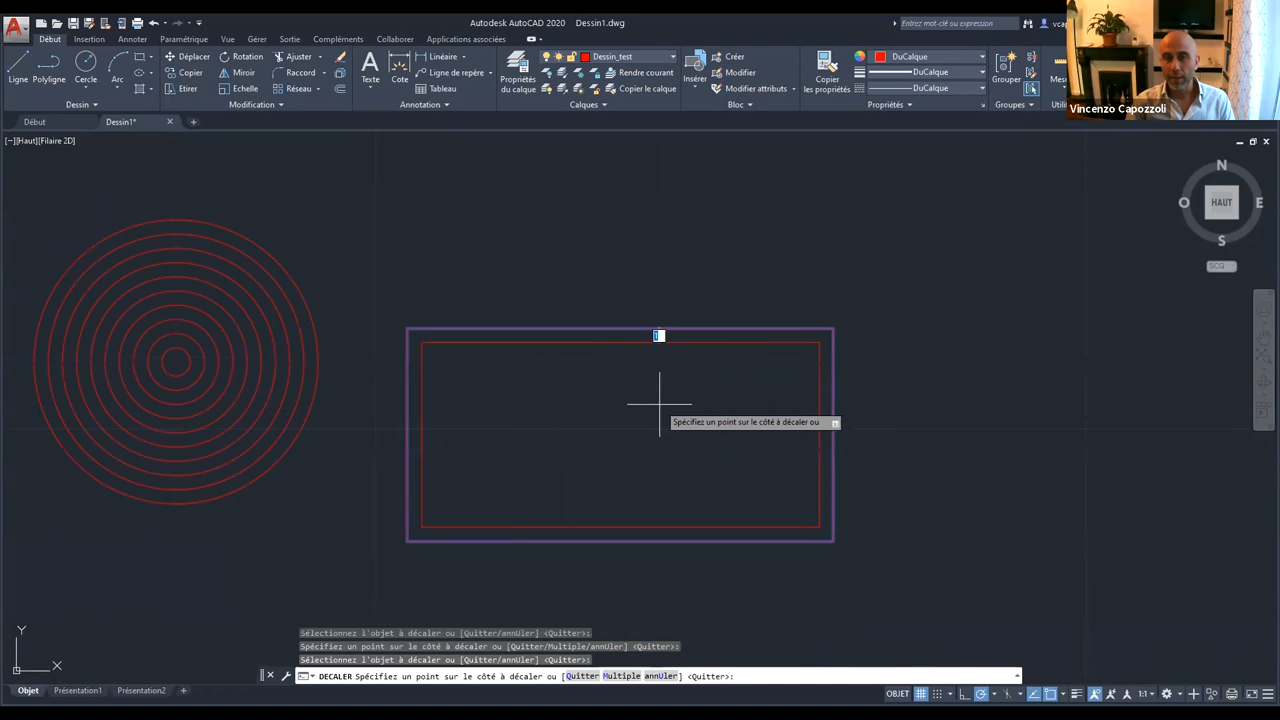 Autodesk AutoCAD 2020 Dessin1.dwg
Entrez mot-clé ou expression
Début Insertion Annoter Paramétrique Vue Gérer Sortie Compléments Collaborer Applications associées
Ligne Polyligne Cercle Arc
Déplacer Rotation Ajuster
Copier Miroir Raccord
Etirer Echelle Réseau
Texte Cote
Linéaire
Ligne de repère
Tableau
Propriétés du calque
Dessin_test
Rendre courant
Copier le calque
Insérer
Créer
Modifier
Modifier attributs
Copier les propriétés
DuCalque
DuCalque
DuCalque
Grouper
Dessin Modification Annotation Calques Bloc Propriétés Groupes
Vincenzo Capozzoli
Début Dessin1*
[−][Haut][Filaire 2D]
N
O HAUT E
S
SCG
Spécifiez un point sur le côté à décaler ou
Y
X
Sélectionnez l'objet à décaler ou [Quitter/annUler] <Quitter>:
Spécifiez un point sur le côté à décaler ou [Quitter/Multiple/annUler] <Quitter>:
Sélectionnez l'objet à décaler ou [Quitter/annUler] <Quitter>:
DECALER Spécifiez un point sur le côté à décaler ou [Quitter Multiple annUler] <Quitter>:
Objet Présentation1 Présentation2 +
OBJET 1:1